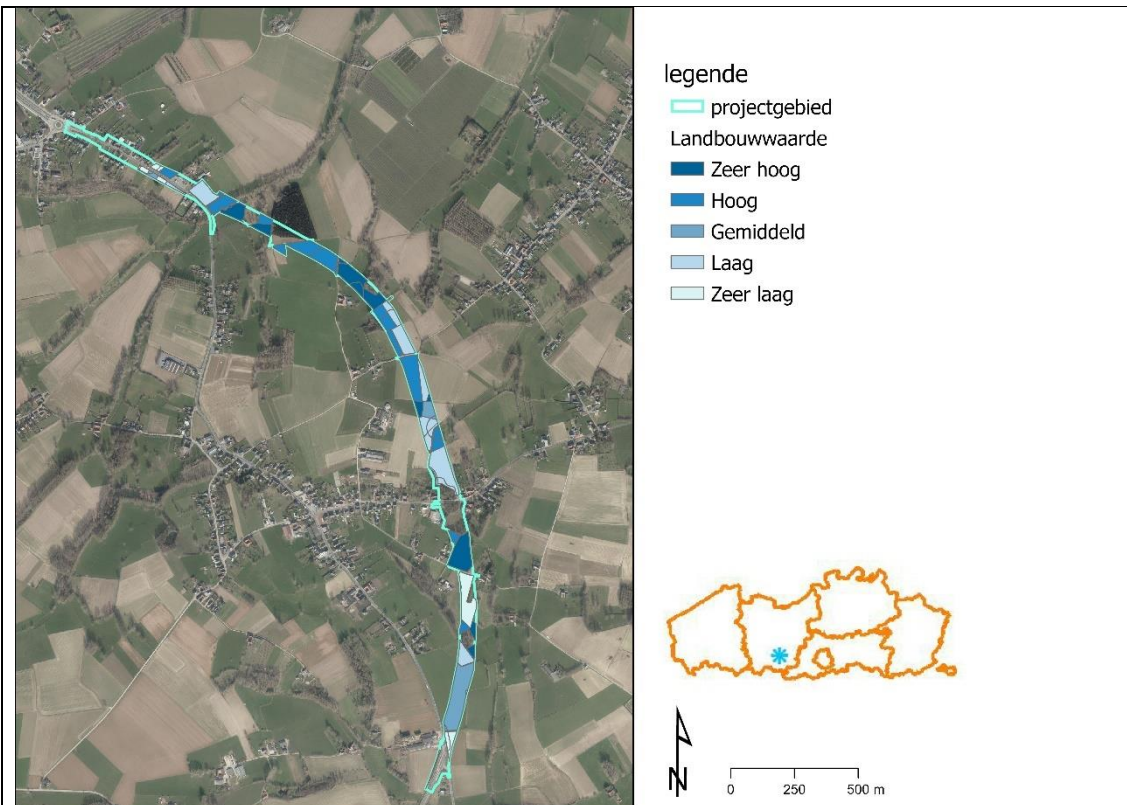 legende
projectgebied
Landbouwwaarde
Zeer hoog
Hoog
Gemiddeld
Laag
Zeer laag
N
0 250 500 m